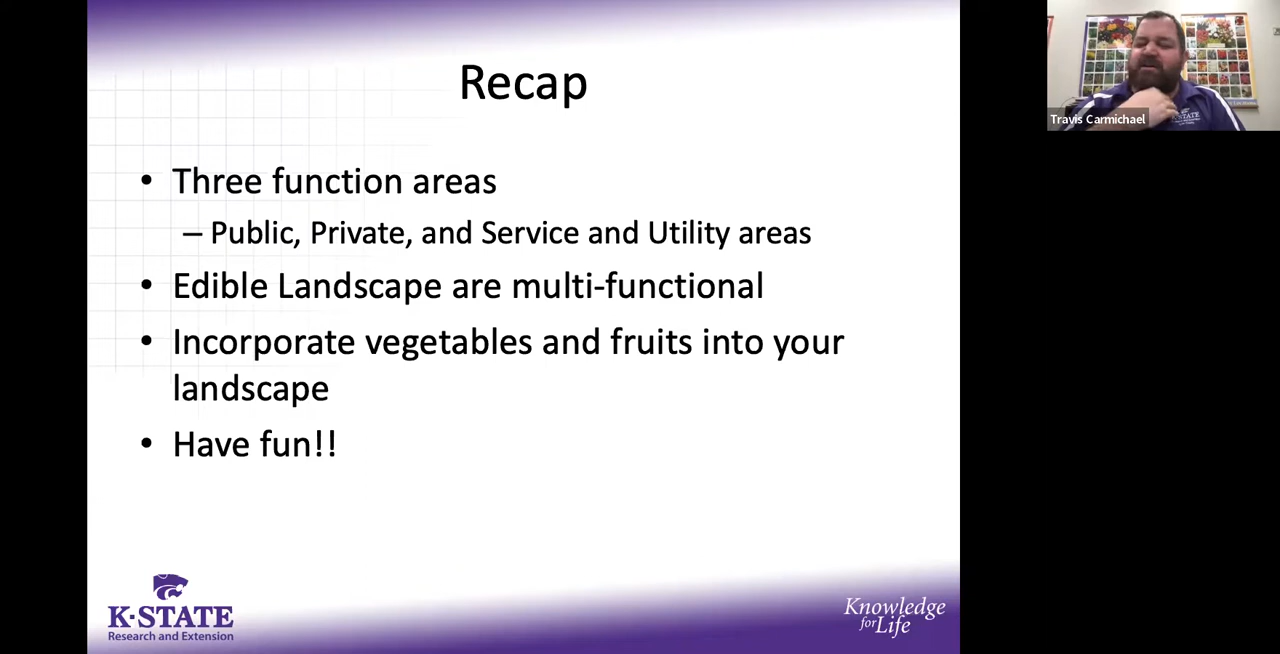 Recap
• Three function areas
– Public, Private, and Service and Utility areas
• Edible Landscape are multi-functional
• Incorporate vegetables and fruits into your
landscape
• Have fun!!
K-STATE
Research and Extension
Knowledge
for Life
Travis Carmichael
K-STATE